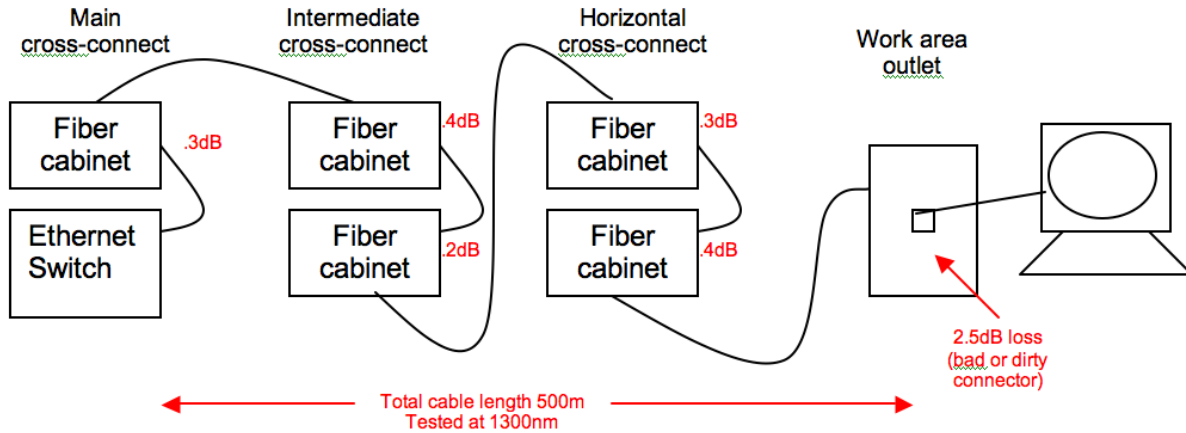 Main
cross-connect
Intermediate
cross-connect
Horizontal
cross-connect
Work area
outlet
Fiber
cabinet
.3dB
Fiber
cabinet
.4dB
Fiber
cabinet
.3dB
Ethernet
Switch
Fiber
cabinet
.2dB
Fiber
cabinet
.4dB
2.5dB loss
(bad or dirty
connector)
Total cable length 500m
Tested at 1300nm